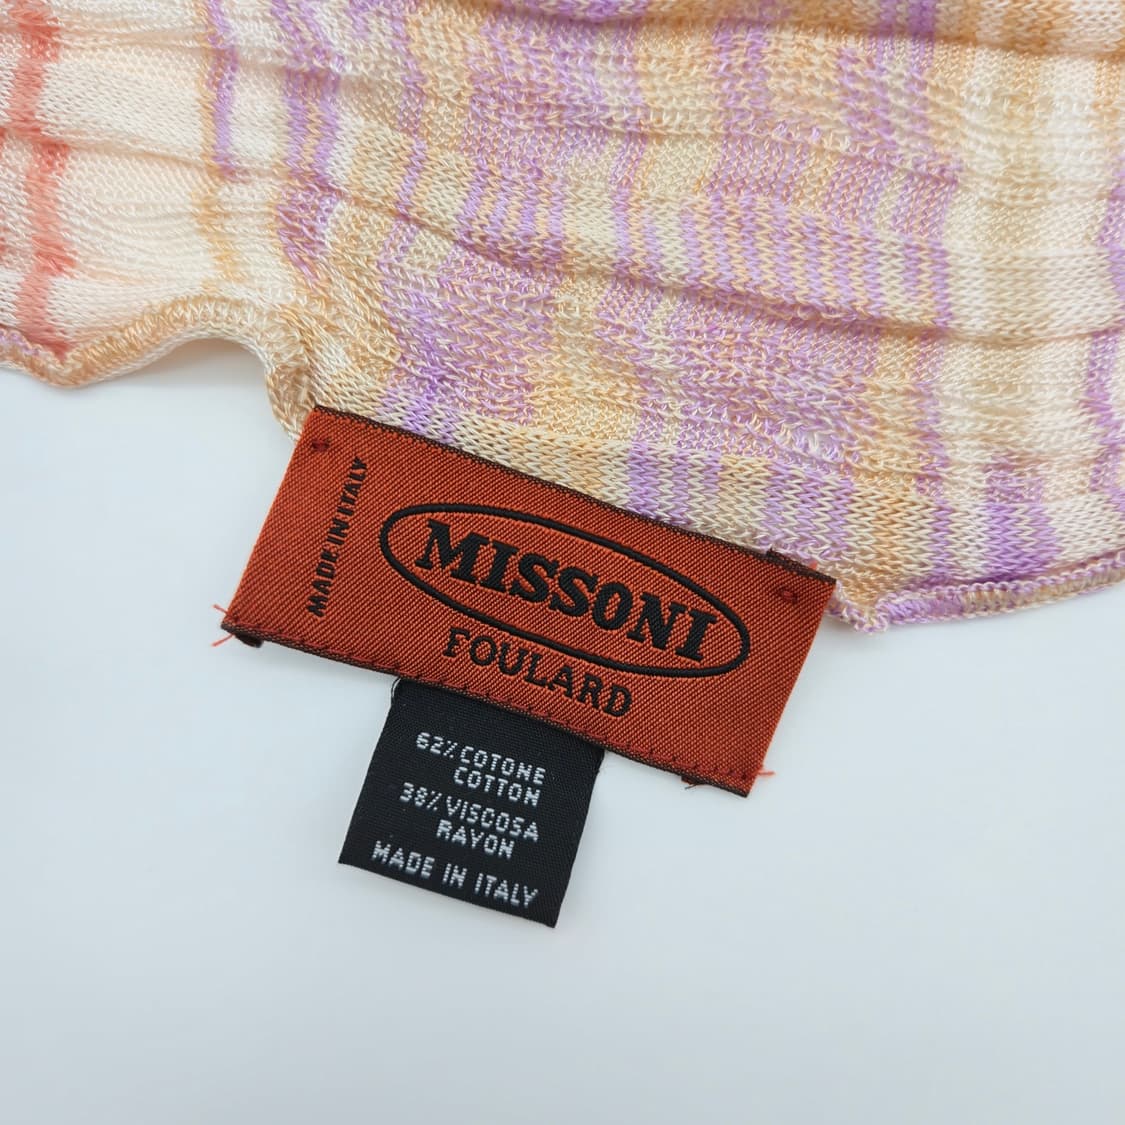 MADE IN ITALY
MISSONI
FOULARD
62% COTONE
COTTON
38% VISCOSA
RAYON
MADE IN ITALY